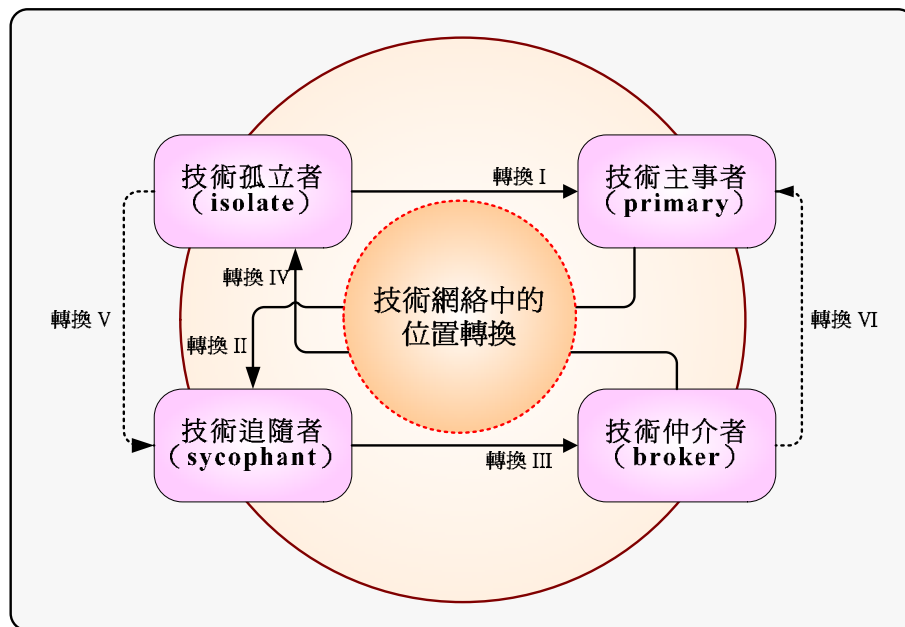 技術孤立者
（isolate）
轉換 I
技術主事者
（primary）
轉換 IV
技術網絡中的
位置轉換
轉換 V
轉換 VI
轉換 II
技術追隨者
（sycophant）
轉換 III
技術仲介者
（broker）